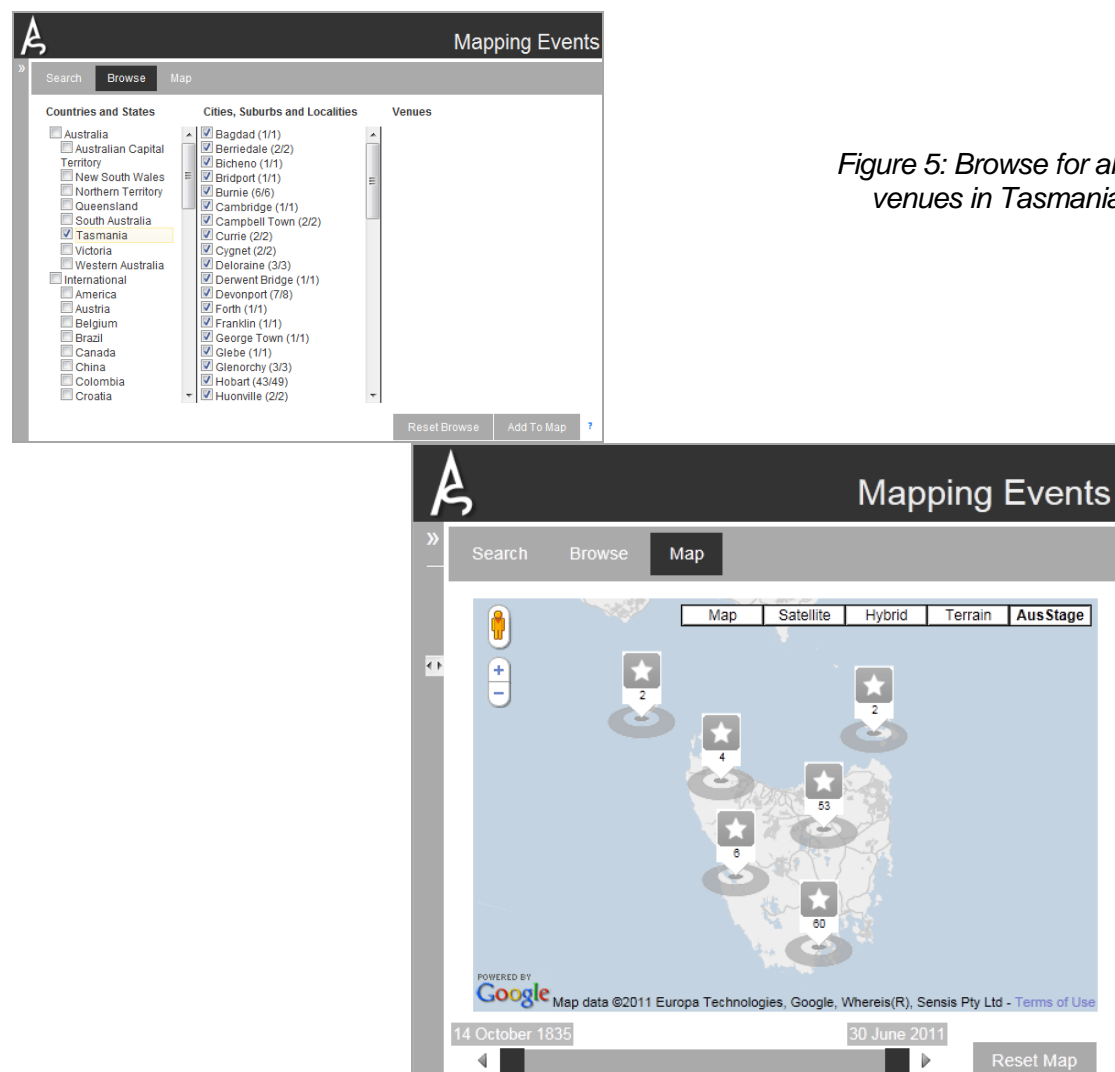 Mapping Events
»
Search Browse Map
Countries and States
Australia
Australian Capital
Territory
New South Wales
Northern Territory
Queensland
South Australia
Tasmania
Victoria
Western Australia
International
America
Austria
Belgium
Brazil
Canada
China
Colombia
Croatia
Cities, Suburbs and Localities
Bagdad (1/1)
Berriedale (2/2)
Bicheno (1/1)
Bridport (1/1)
Burnie (6/6)
Cambridge (1/1)
Campbell Town (2/2)
Currie (2/2)
Cygnet (2/2)
Deloraine (3/3)
Derwent Bridge (1/1)
Devonport (7/8)
Forth (1/1)
Franklin (1/1)
George Town (1/1)
Glebe (1/1)
Glenorchy (3/3)
Hobart (43/49)
Huonville (2/2)
Venues
Reset Browse Add To Map ?
Figure 5: Browse for al
venues in Tasmania
Mapping Events
»
Search Browse Map
Map Satellite Hybrid Terrain AusStage
+
−
2
2
4
53
6
60
POWERED BY
Google Map data ©2011 Europa Technologies, Google, Whereis(R), Sensis Pty Ltd - Terms of Use
14 October 1835 30 June 2011
Reset Map